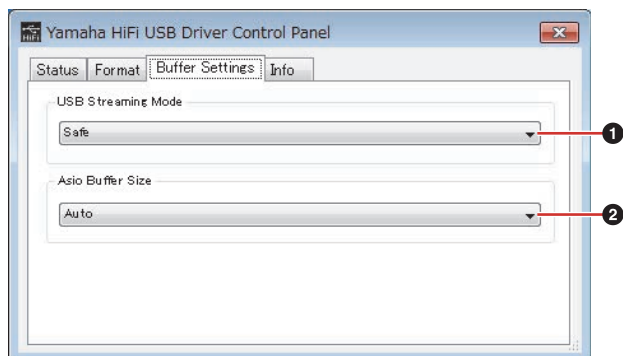 HiFi
Yamaha HiFi USB Driver Control Panel
Status Format Buffer Settings Info
USB Streaming Mode
Safe
1
Asio Buffer Size
Auto
2